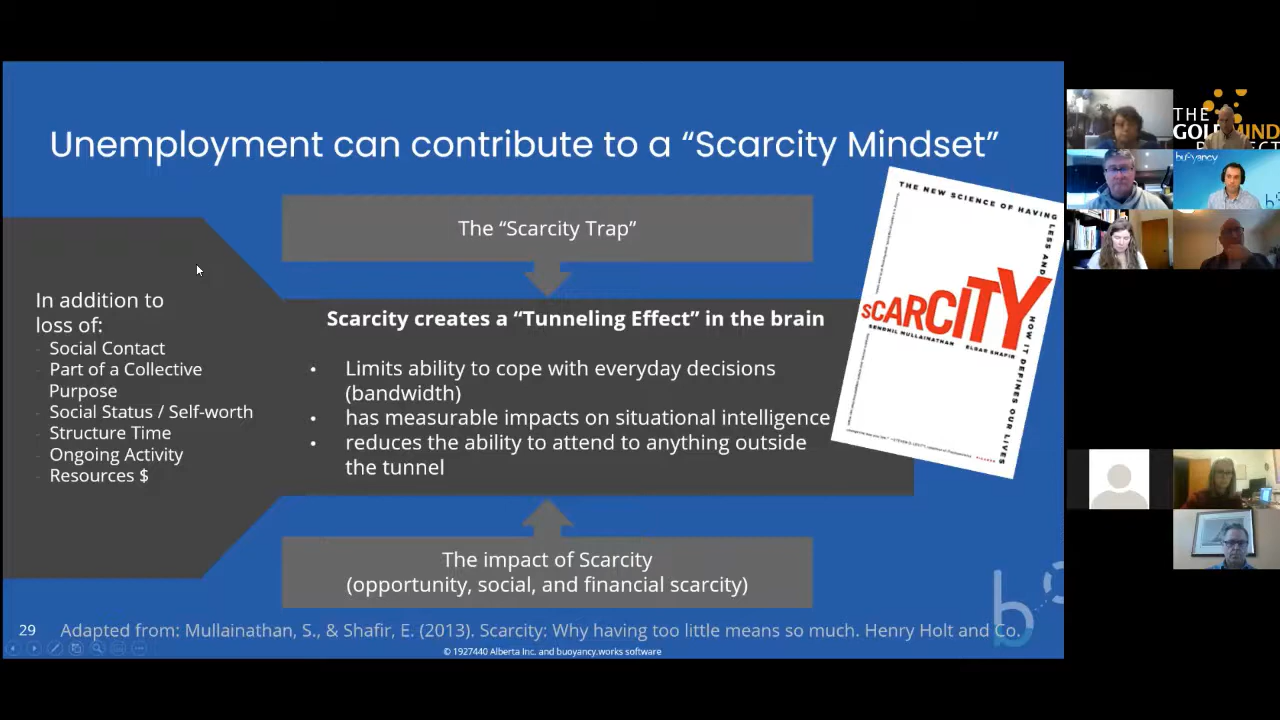 Unemployment can contribute to a “Scarcity Mindset”
The “Scarcity Trap”
In addition to
loss of:
- Social Contact
- Part of a Collective
Purpose
- Social Status / Self-worth
- Structure Time
- Ongoing Activity
- Resources $
Scarcity creates a “Tunneling Effect” in the brain
• Limits ability to cope with everyday decisions
(bandwidth)
• has measurable impacts on situational intelligence
• reduces the ability to attend to anything outside
the tunnel
The impact of Scarcity
(opportunity, social, and financial scarcity)
THE NEW SCIENCE OF HAVING
LESS AND
HOW IT DEFINES OUR LIVES
SCARCITY
SENDHIL MULLAINATHAN ELDAR SHAFIR
29
Adapted from: Mullainathan, S., & Shafir, E. (2013). Scarcity: Why having too little means so much. Henry Holt and Co.
© 1927440 Alberta Inc. and buoyancy.works software
b
THE
buoyancy